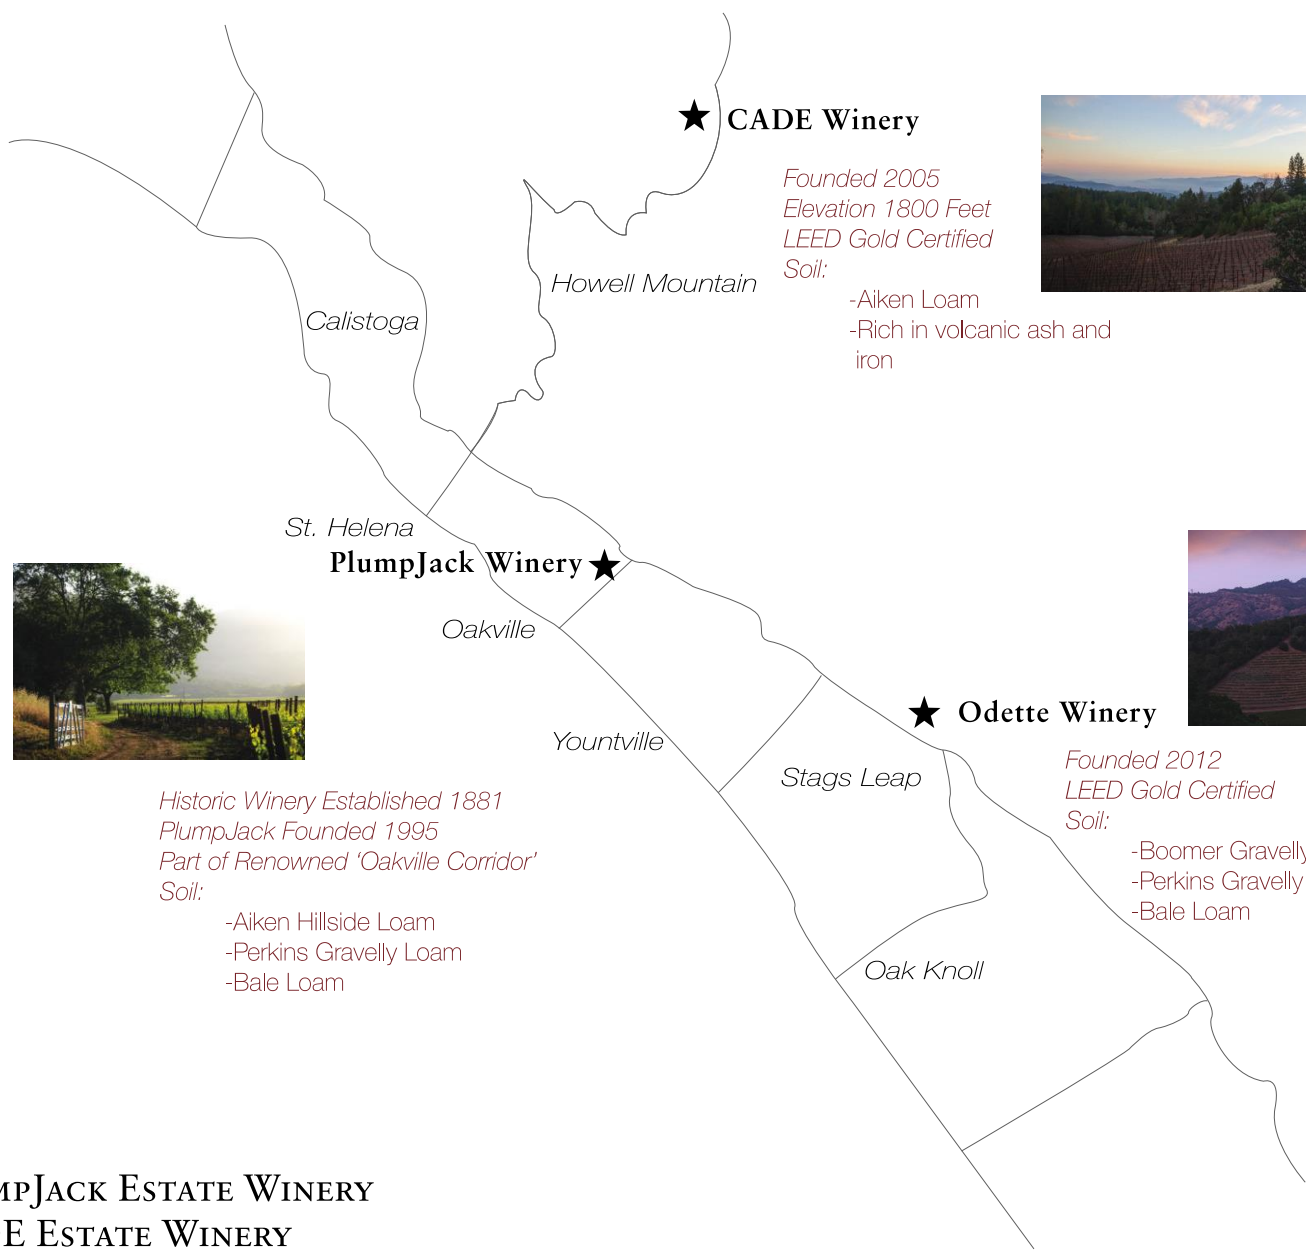 CADE Winery
Founded 2005
Elevation 1800 Feet
LEED Gold Certified
Soil:
-Aiken Loam
-Rich in volcanic ash and
iron
Howell Mountain
Calistoga
St. Helena
PlumpJack Winery
Oakville
Yountville
Historic Winery Established 1881
PlumpJack Founded 1995
Part of Renowned ‘Oakville Corridor’
Soil:
-Aiken Hillside Loam
-Perkins Gravelly Loam
-Bale Loam
Odette Winery
Stags Leap
Founded 2012
LEED Gold Certified
Soil:
-Boomer Gravelly
-Perkins Gravelly
-Bale Loam
Oak Knoll
MPJACK ESTATE WINERY
E ESTATE WINERY